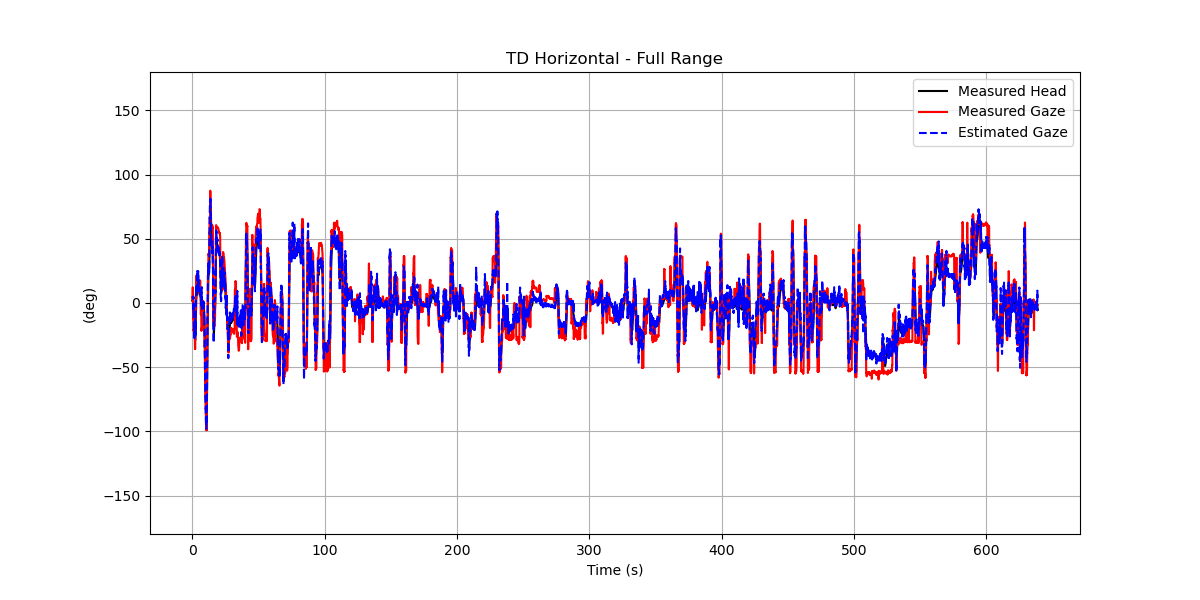 TD Horizontal - Full Range
Measured Head
Measured Gaze
Estimated Gaze
(deg)
150
100
50
0
−50
−100
−150
0 100 200 300 400 500 600
Time (s)